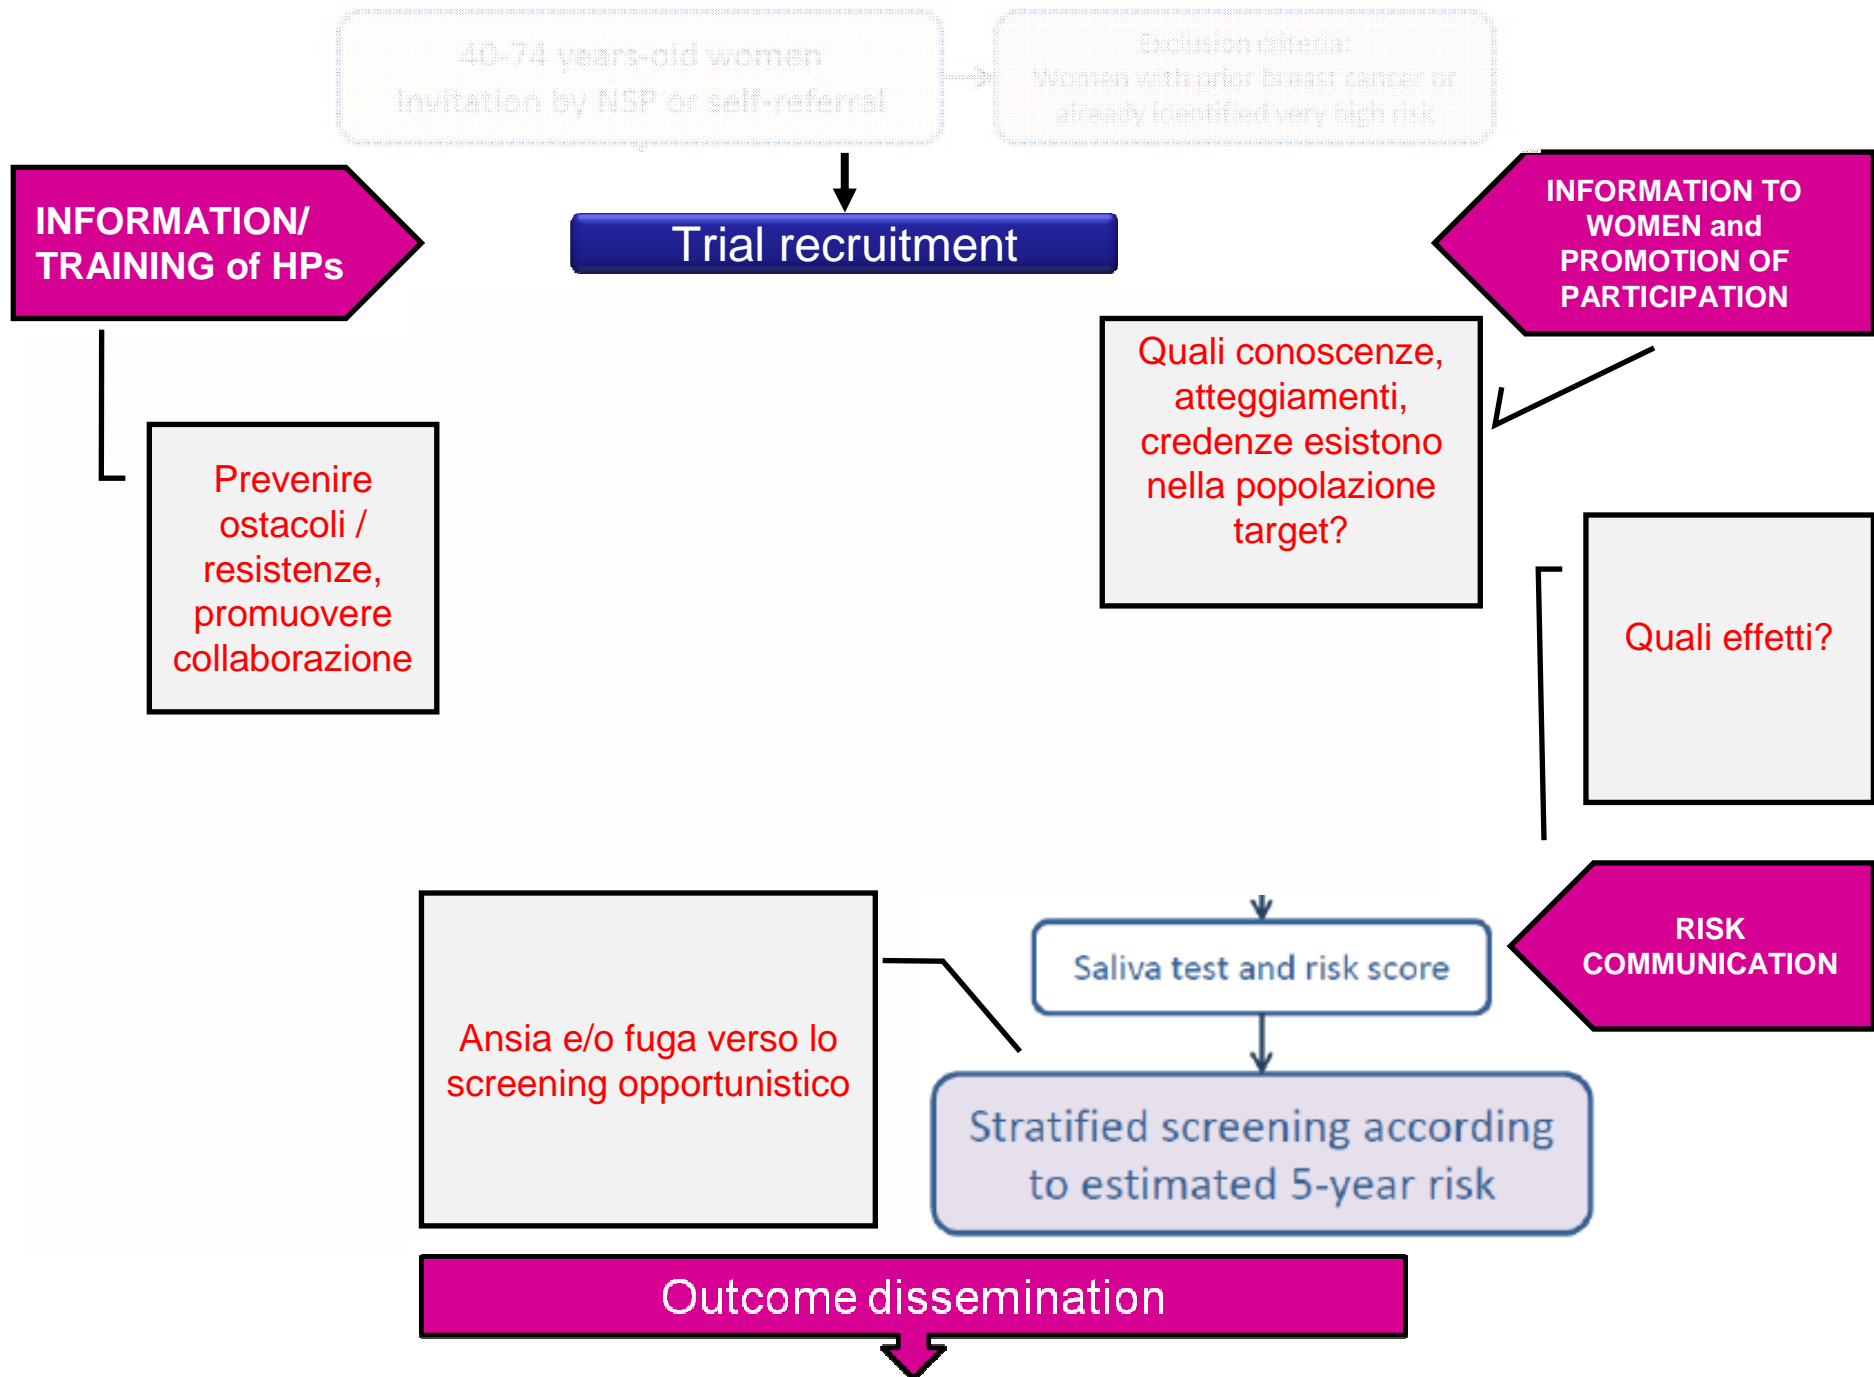 40-74 years-old women
Invitation by NSP or self-referral
Exclusion criteria:
Women with prior breast cancer or
already identified very high risk
INFORMATION/
TRAINING of HPs
Trial recruitment
INFORMATION TO
WOMEN and
PROMOTION OF
PARTICIPATION
Quali conoscenze,
atteggiamenti,
credenze esistono
nella popolazione
target?
Prevenire
ostacoli /
resistenze,
promuovere
collaborazione
Quali effetti?
RISK
COMMUNICATION
Saliva test and risk score
Ansia e/o fuga verso lo
screening opportunistico
Stratified screening according
to estimated 5-year risk
Outcome dissemination